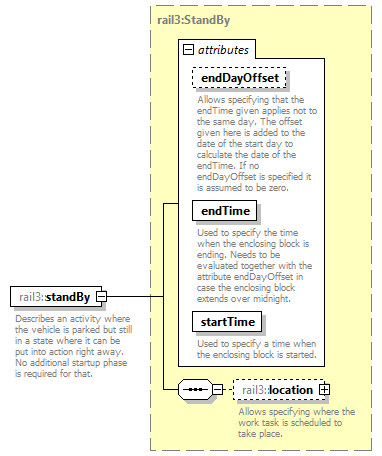 rail3:StandBy
attributes
endDayOffset
Allows specifying that the
endTime given applies not to
the same day. The offset
given here is added to the
date of the start day to
calculate the date of the
endTime. If no
endDayOffset is specified it
is assumed to be zero.
endTime
Used to specify the time
when the enclosing block is
ending. Needs to be
evaluated together with the
attribute endDayOffset in
case the enclosing block
extends over midnight.
startTime
Used to specify a time when
the enclosing block is started.
rail3:standBy
Describes an activity where
the vehicle is parked but still
in a state where it can be
put into action right away.
No additional startup phase
is required for that.
rail3:location
Allows specifying where the
work task is scheduled to
take place.